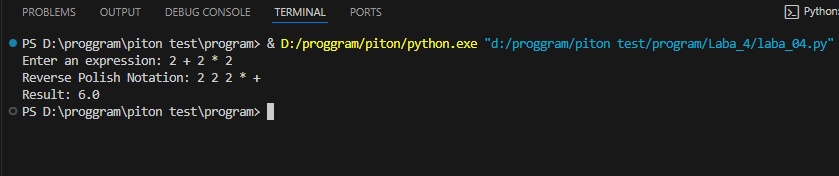 PROBLEMS OUTPUT DEBUG CONSOLE TERMINAL PORTS Python
PS D:\proggram\piton test\program> & D:/proggram/piton/python.exe "d:/proggram/piton test/program/Laba_4/laba_04.py"
Enter an expression: 2 + 2 * 2
Reverse Polish Notation: 2 2 2 * +
Result: 6.0
PS D:\proggram\piton test\program>